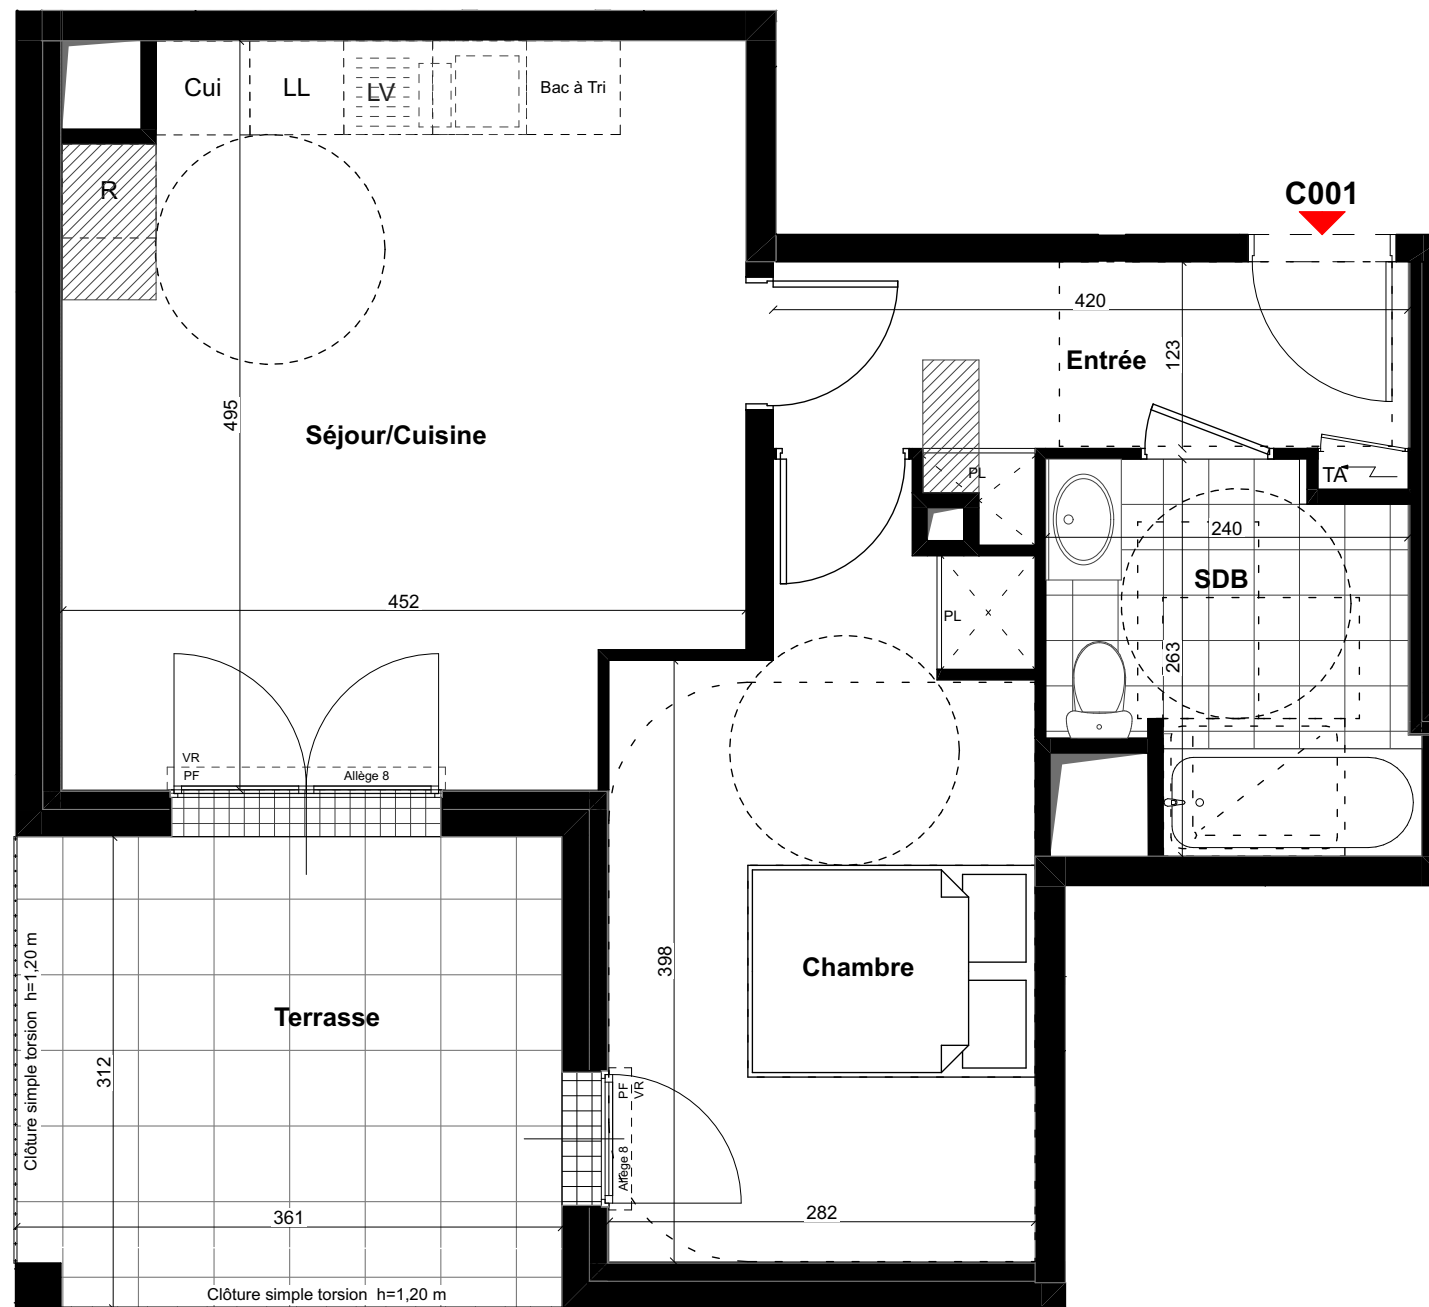 Cui
LL
LV
Bac à Tri
R
C001
420
Entrée
123
495
Séjour/Cuisine
PL
TA
240
SDB
452
PL
263
VR
PF
Allège 8
398
Chambre
Clôture simple torsion h=1,20 m
Terrasse
312
PF
VR
Allège 8
361
282
Clôture simple torsion h=1,20 m